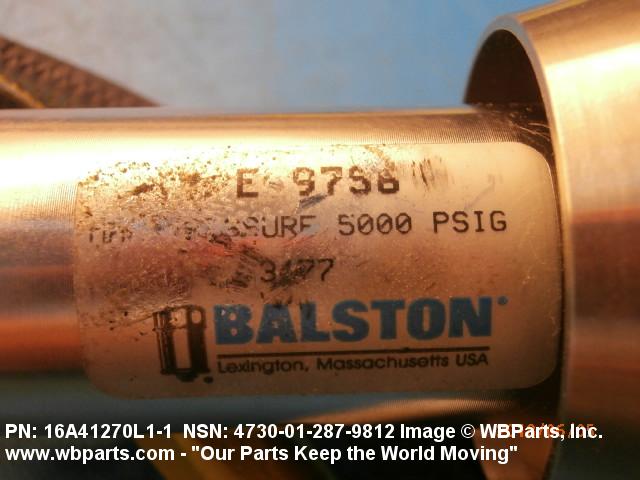 E 97S6
PRESSURE 5000 PSIG
3477
BALSTON®
Lexington, Massachusetts USA
PN: 16A41270L1-1 NSN: 4730-01-287-9812 Image © WBParts, Inc.
www.wbparts.com - "Our Parts Keep the World Moving"